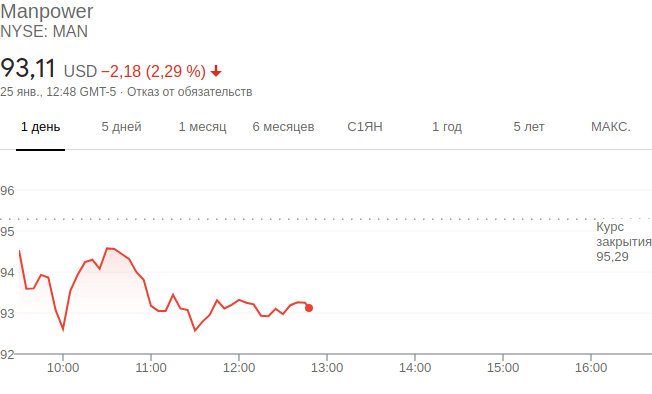 Manpower
NYSE: MAN
93,11 USD −2,18 (2,29 %)
25 янв., 12:48 GMT-5 · Отказ от обязательств
1 день 5 дней 1 месяц 6 месяцев С1ЯН 1 год 5 лет МАКС.
96
95
94
93
92
Курс
закрытия
95,29
10:00 11:00 12:00 13:00 14:00 15:00 16:00